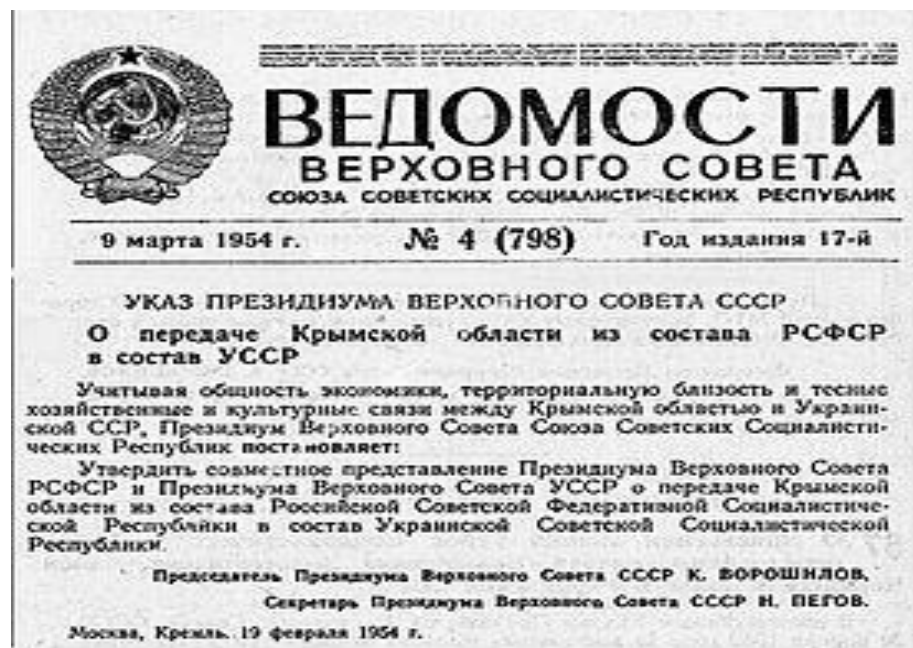 ВЕДОМОСТИ
ВЕРХОВНОГО СОВЕТА
СОЮЗА СОВЕТСКИХ СОЦИАЛИСТИЧЕСКИХ РЕСПУБЛИК
9 марта 1954 г.
№ 4 (798)
Год издания 17-й
УКАЗ ПРЕЗИДИУМА ВЕРХОВНОГО СОВЕТА СССР
О передаче Крымской области из состава РСФСР
в состав УССР
Учитывая общность экономики, территориальную близость и тесные
хозяйственные и культурные связи между Крымской областью и Украин-
ской ССР, Президиум Верховного Совета Союза Советских Социалистиче-
ских Республик постановляет:
Утвердить совместное представление Президиума Верховного Совета
РСФСР и Президиума Верховного Совета УССР о передаче Крымской
области из состава Российской Советской Федеративной Социалистиче-
ской Республики в состав Украинской Советской Социалистической
Республики.
Председатель Президиума Верховного Совета СССР К. ВОРОШИЛОВ.
Секретарь Президиума Верховного Совета СССР Н. ПЕГОВ.
Москва, Кремль. 19 февраля 1954 г.